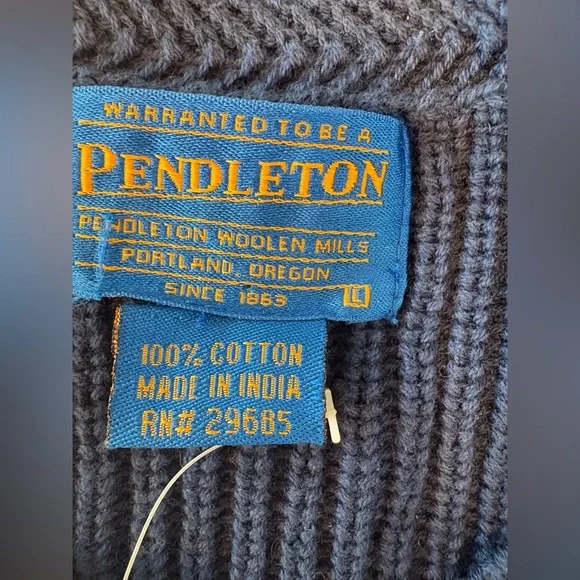 WARRANTED TO BE A
PENDLETON
PENDLETON WOOLEN MILLS
PORTLAND, OREGON
SINCE 1863
L
100% COTTON
MADE IN INDIA
RN# 29685